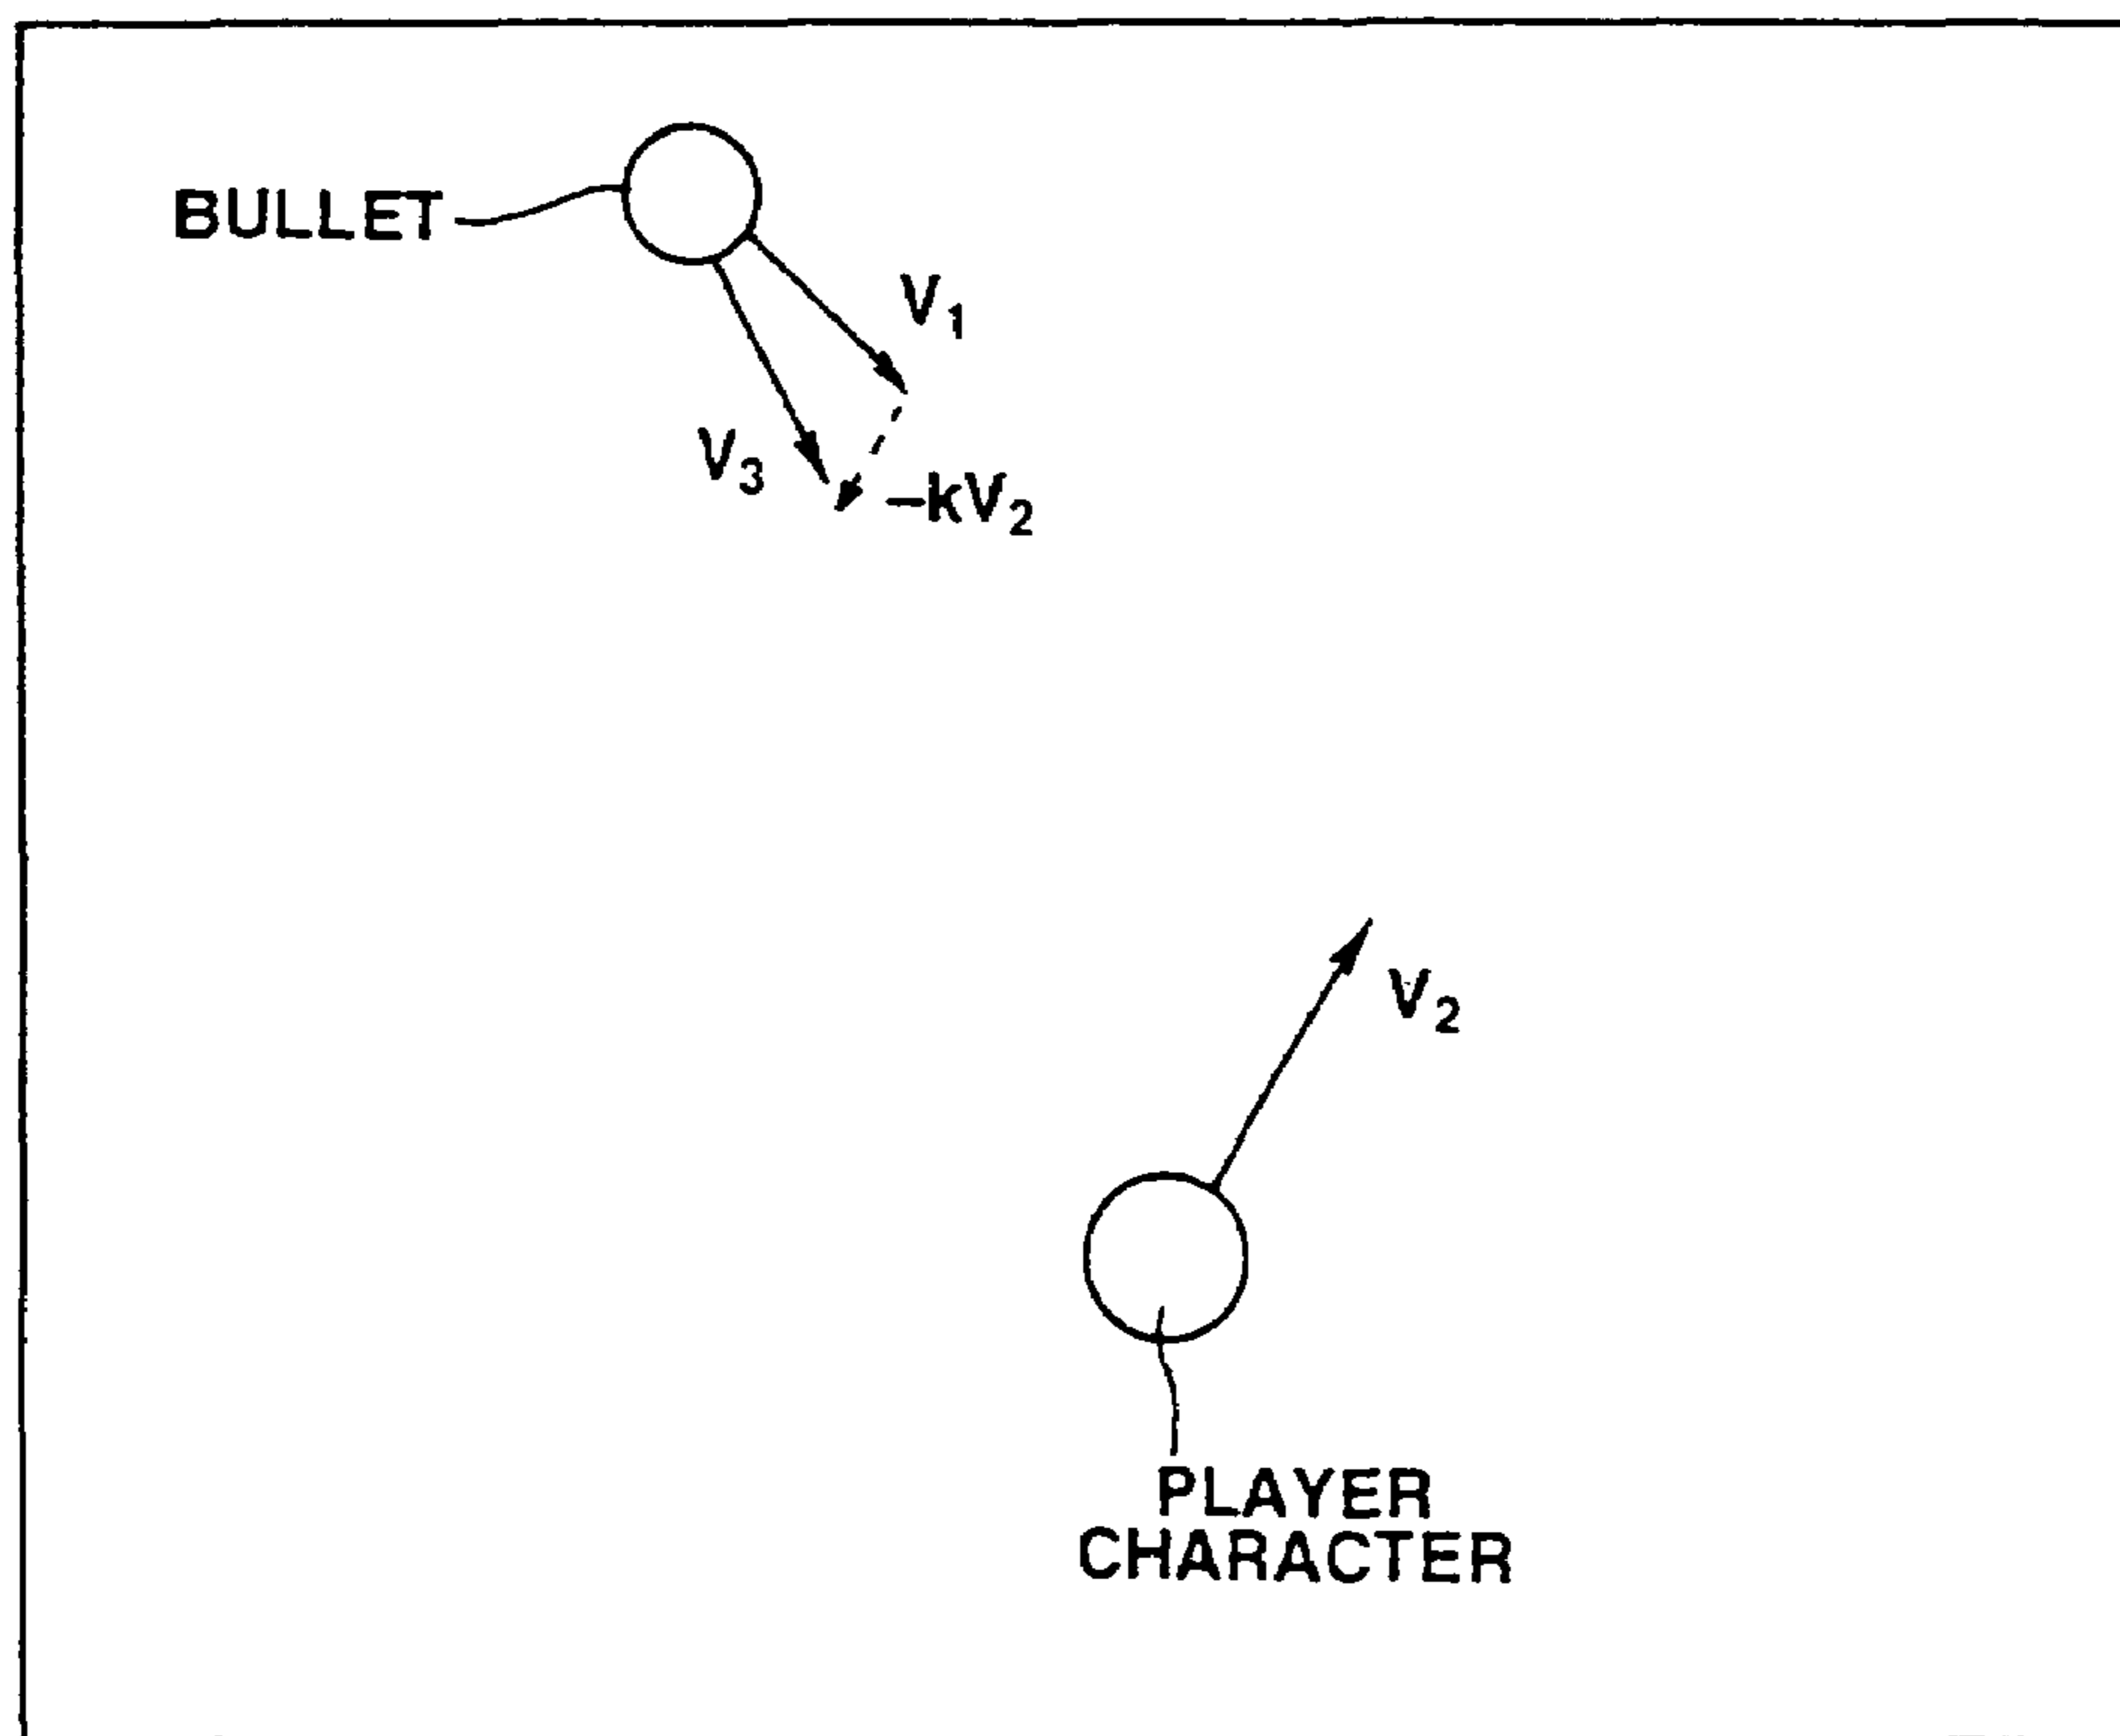 BULLET
V₁
V₃
−kV₂
V₂
PLAYER
CHARACTER